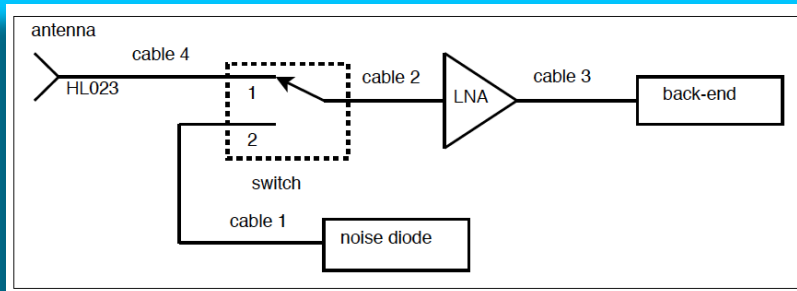 antenna
cable 4
HL023
1
cable 2
LNA
cable 3
back-end
2
switch
cable 1
noise diode